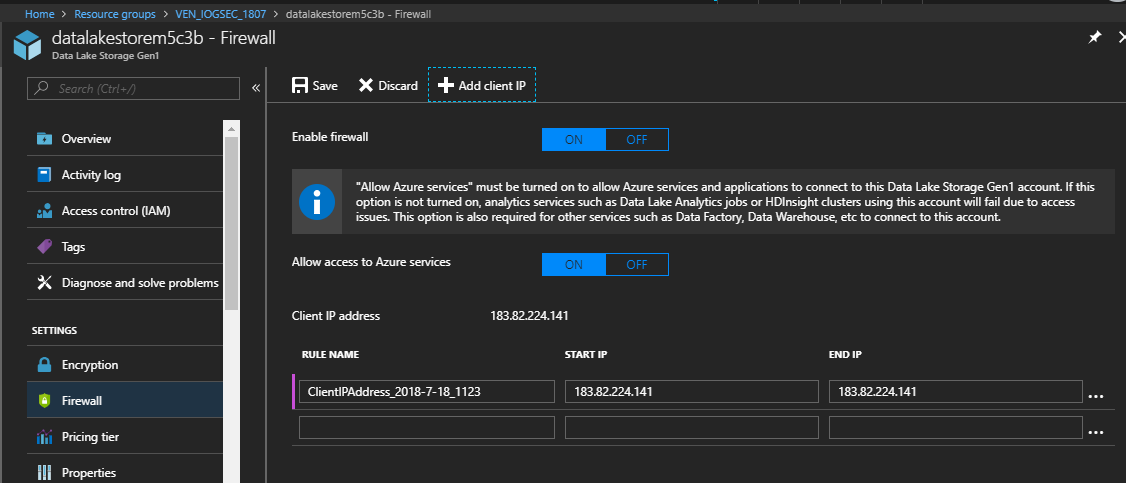 Home > Resource groups > VEN_IOGSEC_1807 > datalakestorem5c3b - Firewall
datalakestorem5c3b - Firewall
Data Lake Storage Gen1
Search (Ctrl+/)
«
Overview
Activity log
Access control (IAM)
Tags
Diagnose and solve problems
SETTINGS
Encryption
Firewall
Pricing tier
Properties
Save Discard Add client IP
Enable firewall ON OFF
"Allow Azure services" must be turned on to allow Azure services and applications to connect to this Data Lake Storage Gen1 account. If this
option is not turned on, analytics services such as Data Lake Analytics jobs or HDInsight clusters using this account will fail due to access
issues. This option is also required for other services such as Data Factory, Data Warehouse, etc to connect to this account.
Allow access to Azure services ON OFF
Client IP address 183.82.224.141
RULE NAME START IP END IP
ClientIPAddress_2018-7-18_1123 183.82.224.141 183.82.224.141 ...
...